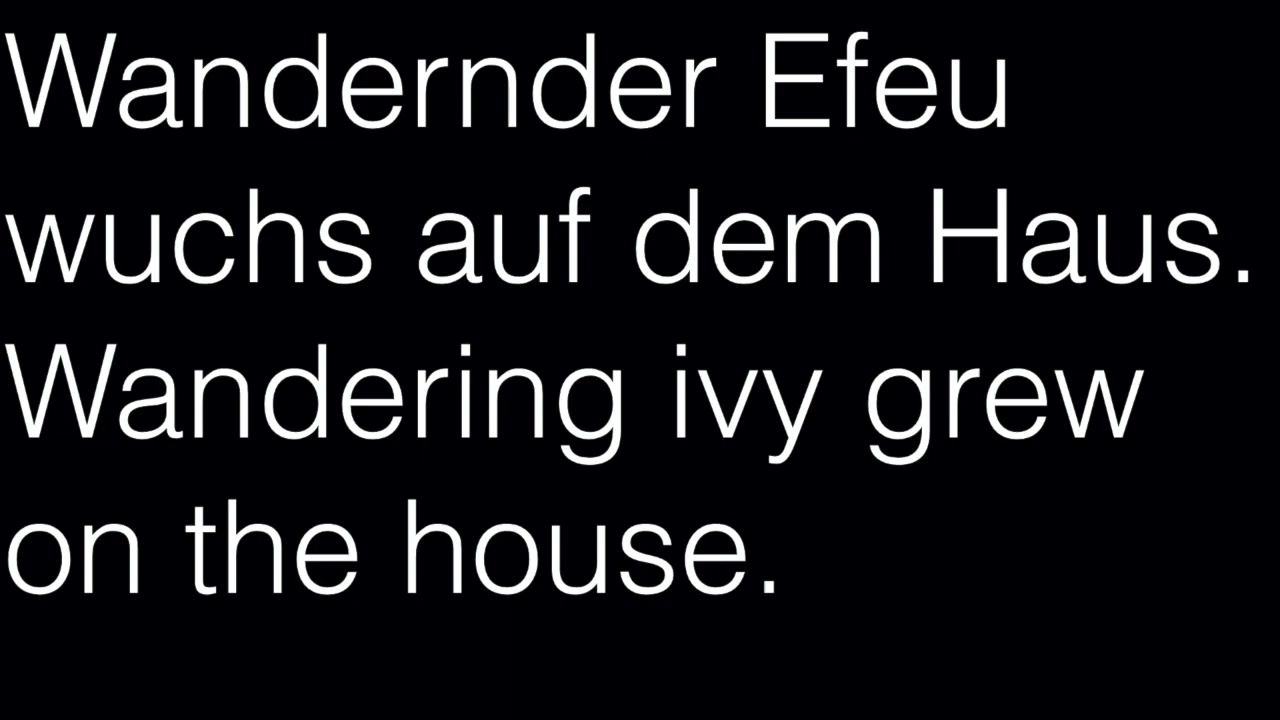 Wandernder Efeu
wuchs auf dem Haus.
Wandering ivy grew
on the house.